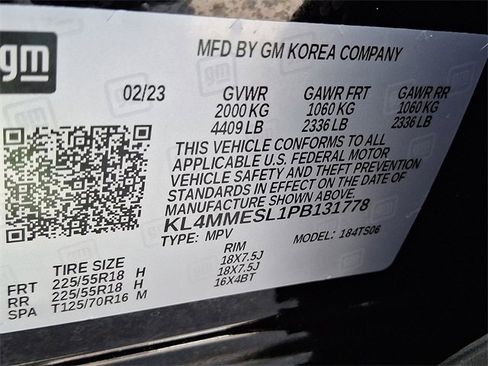 gm
MFD BY GM KOREA COMPANY
02/23 GVWR GAWR FRT GAWR RR
2000 KG 1060 KG 1060 KG
4409 LB 2336 LB 2336 LB
THIS VEHICLE CONFORMS TO ALL
APPLICABLE U.S. FEDERAL MOTOR
VEHICLE SAFETY AND THEFT PREVENTION
STANDARDS IN EFFECT ON THE DATE OF
MANUFACTURE SHOWN ABOVE.
KL4MMESL1PB131778
TYPE: MPV MODEL: 184TS06
TIRE SIZE RIM
FRT 225/55R18 H 18X7.5J
RR 225/55R18 H 18X7.5J
SPA T125/70R16 M 16X4BT